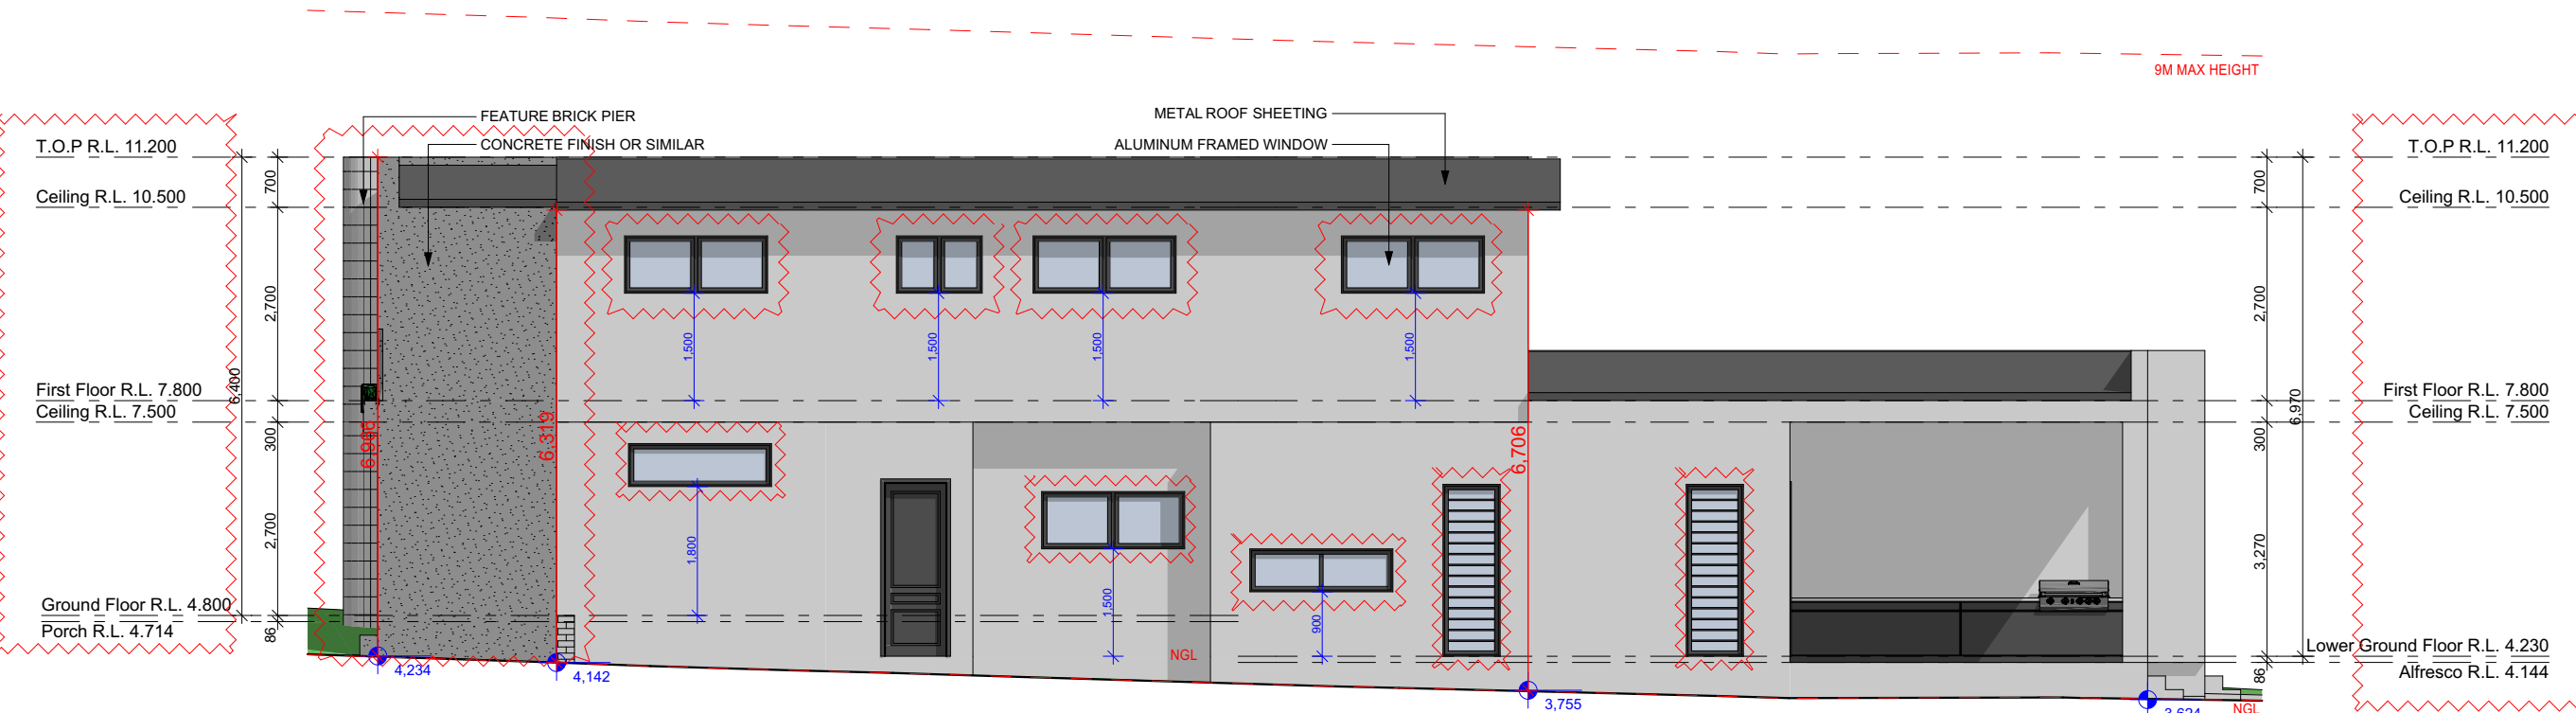 9M MAX HEIGHT
FEATURE BRICK PIER
CONCRETE FINISH OR SIMILAR
METAL ROOF SHEETING
ALUMINUM FRAMED WINDOW
T.O.P R.L. 11.200
Ceiling R.L. 10.500
First Floor R.L. 7.800
Ceiling R.L. 7.500
Ground Floor R.L. 4.800
Porch R.L. 4.714
700
2,700
300
2,700
86
6,400
6,319
1,500
1,500
1,500
1,500
1,800
1,500
900
6,706
NGL
4,234
4,142
3,755
3,624
NGL
700
2,700
300
3,270
86
6,970
T.O.P R.L. 11.200
Ceiling R.L. 10.500
First Floor R.L. 7.800
Ceiling R.L. 7.500
Lower Ground Floor R.L. 4.230
Alfresco R.L. 4.144